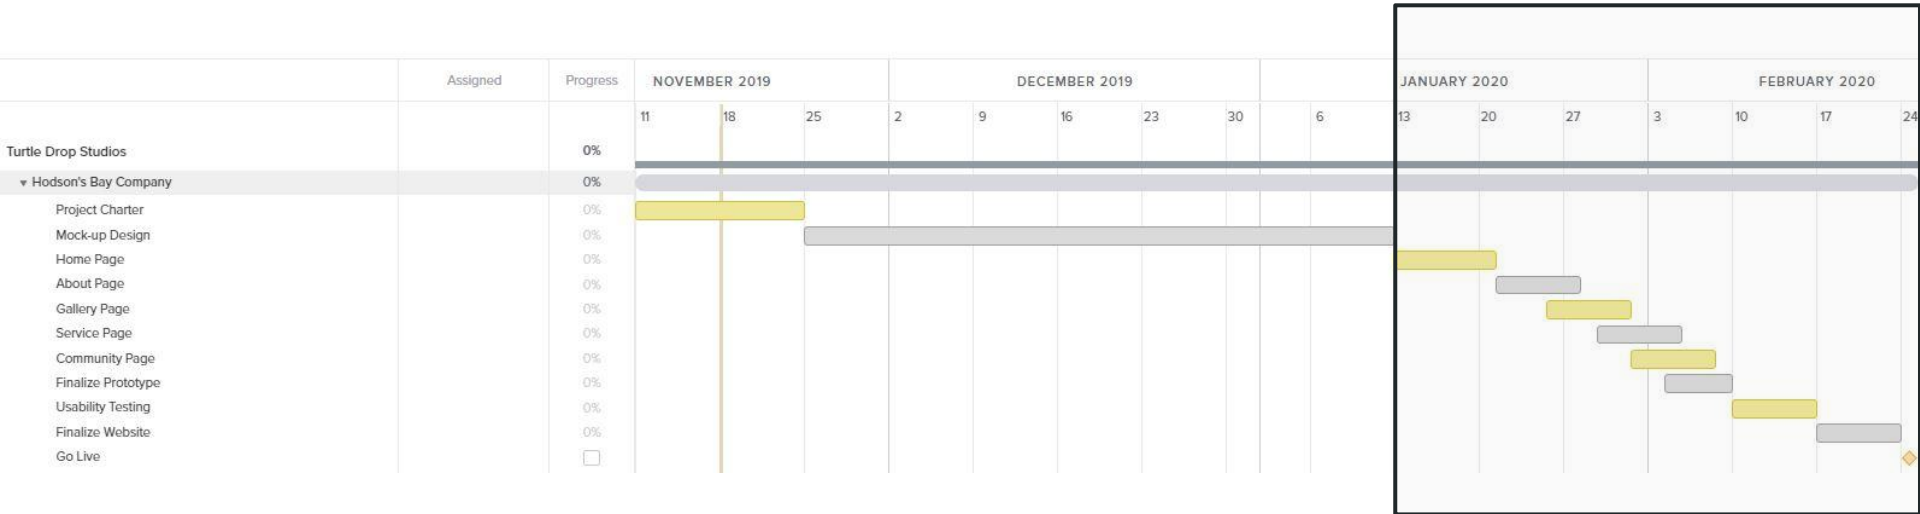 Assigned Progress NOVEMBER 2019 DECEMBER 2019 JANUARY 2020 FEBRUARY 2020
11 18 25 2 9 16 23 30 6 13 20 27 3 10 17 24
Turtle Drop Studios 0%
Hodson's Bay Company 0%
Project Charter 0%
Mock-up Design 0%
Home Page 0%
About Page 0%
Gallery Page 0%
Service Page 0%
Community Page 0%
Finalize Prototype 0%
Usability Testing 0%
Finalize Website 0%
Go Live